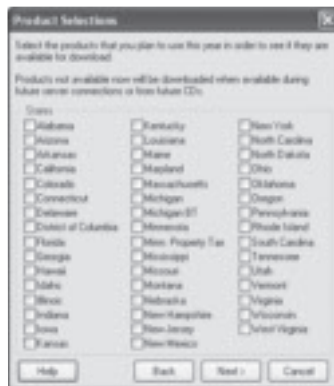 Product Selections
Select the products that you plan to use this year in order to see if they are
available for download.
Products not available now will be downloaded when available during
future server connections or from future CDs.
States
Alabama
Arizona
Arkansas
California
Colorado
Connecticut
Delaware
District of Columbia
Florida
Georgia
Hawaii
Idaho
Illinois
Indiana
Iowa
Kansas
Kentucky
Louisiana
Maine
Maryland
Massachusetts
Michigan
Michigan BT
Minnesota
Minn. Property Tax
Mississippi
Missouri
Montana
Nebraska
New Hampshire
New Jersey
New Mexico
New York
North Carolina
North Dakota
Ohio
Oklahoma
Oregon
Pennsylvania
Rhode Island
South Carolina
Tennessee
Utah
Vermont
Virginia
Wisconsin
West Virginia
Help
Back
Next >
Cancel